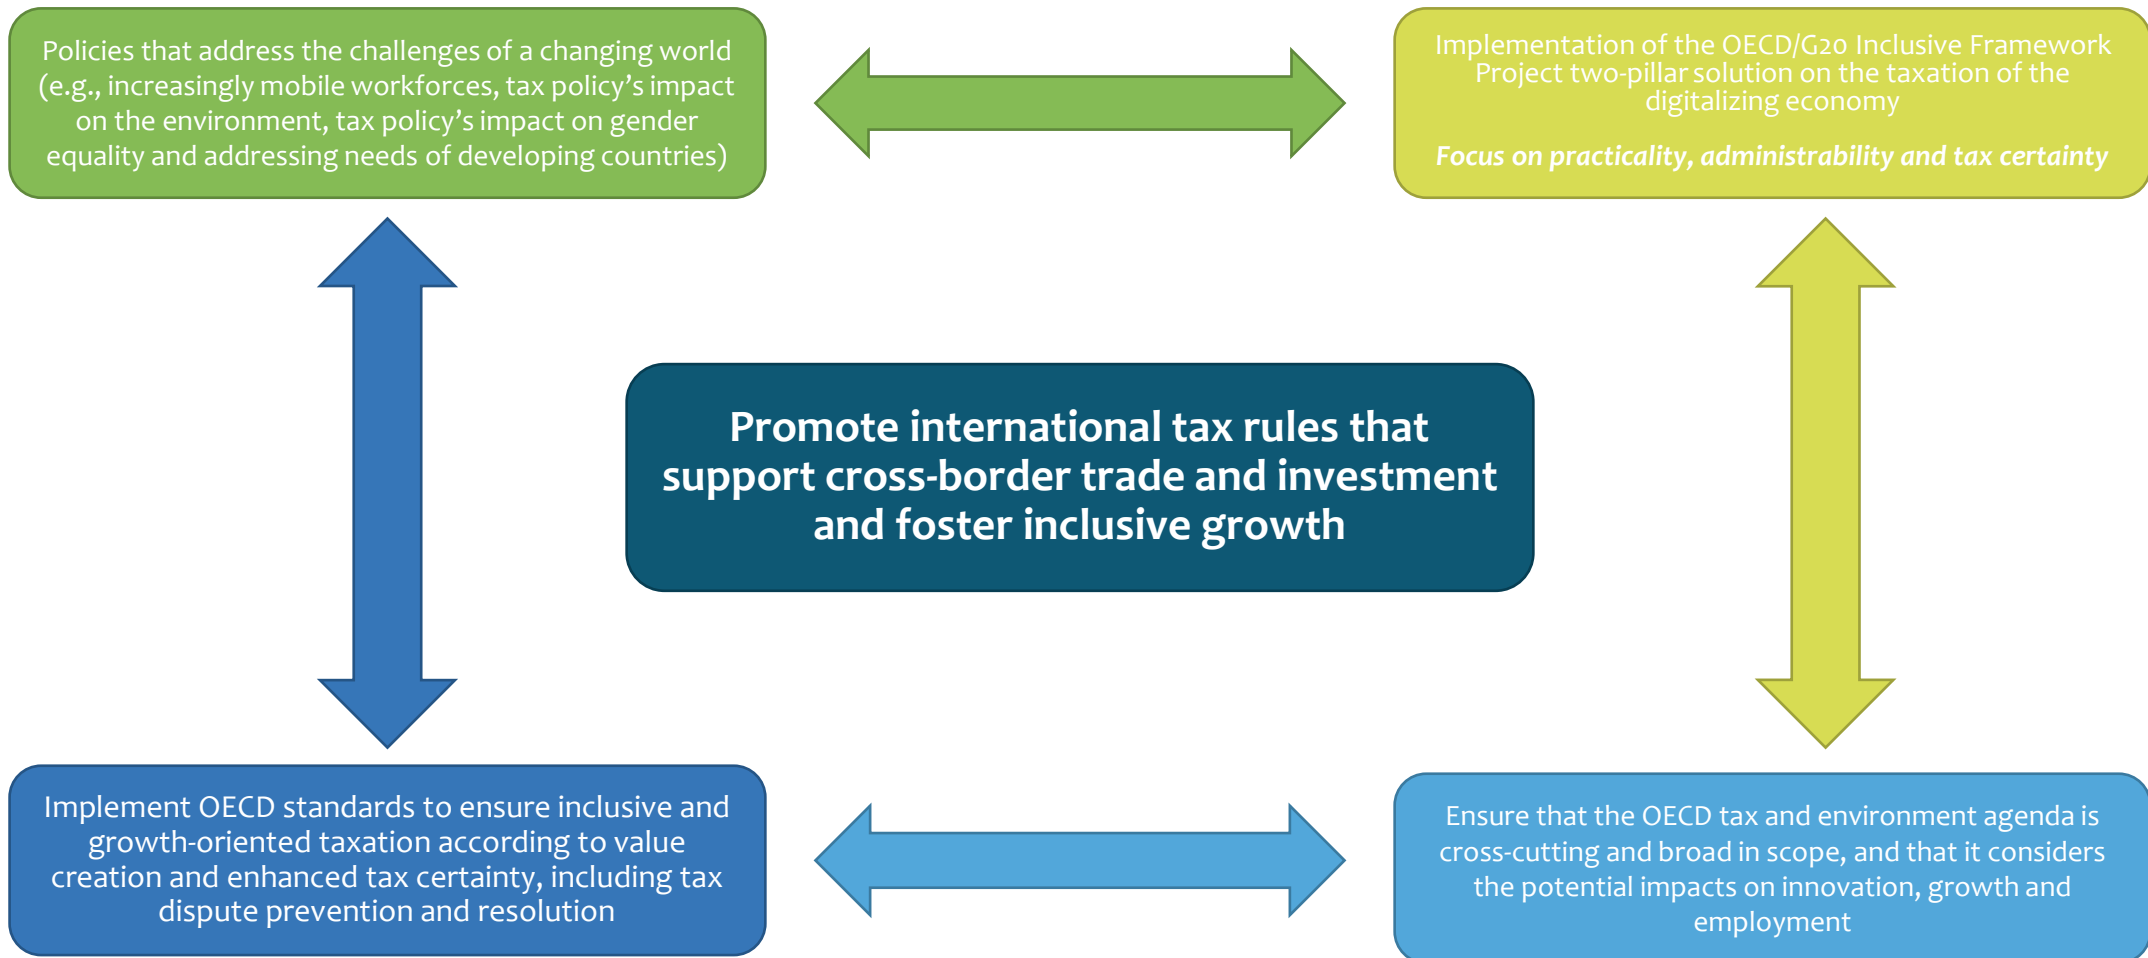 Policies that address the challenges of a changing world
(e.g., increasingly mobile workforces, tax policy's impact
on the environment, tax policy's impact on gender
equality and addressing needs of developing countries)
Implementation of the OECD/G20 Inclusive Framework
Project two-pillar solution on the taxation of the
digitalizing economy
Focus on practicality, administrability and tax certainty
Promote international tax rules that
support cross-border trade and investment
and foster inclusive growth
Implement OECD standards to ensure inclusive and
growth-oriented taxation according to value
creation and enhanced tax certainty, including tax
dispute prevention and resolution
Ensure that the OECD tax and environment agenda is
cross-cutting and broad in scope, and that it considers
the potential impacts on innovation, growth and
employment